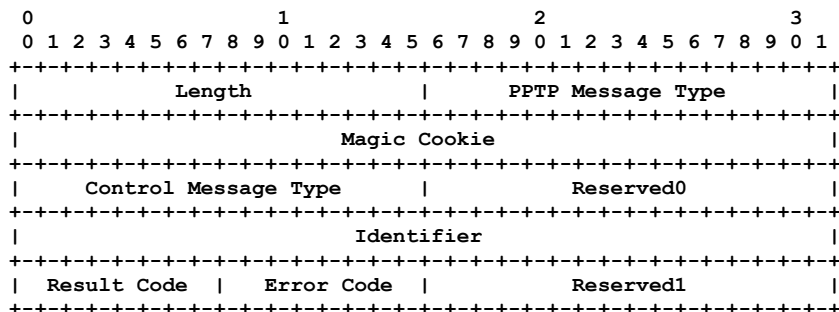 0                   1                   2                   3
0 1 2 3 4 5 6 7 8 9 0 1 2 3 4 5 6 7 8 9 0 1 2 3 4 5 6 7 8 9 0 1
+-+-+-+-+-+-+-+-+-+-+-+-+-+-+-+-+-+-+-+-+-+-+-+-+-+-+-+-+-+-+-+-+
| Length | PPTP Message Type |
+-+-+-+-+-+-+-+-+-+-+-+-+-+-+-+-+-+-+-+-+-+-+-+-+-+-+-+-+-+-+-+-+
| Magic Cookie |
+-+-+-+-+-+-+-+-+-+-+-+-+-+-+-+-+-+-+-+-+-+-+-+-+-+-+-+-+-+-+-+-+
| Control Message Type | Reserved0 |
+-+-+-+-+-+-+-+-+-+-+-+-+-+-+-+-+-+-+-+-+-+-+-+-+-+-+-+-+-+-+-+-+
| Identifier |
+-+-+-+-+-+-+-+-+-+-+-+-+-+-+-+-+-+-+-+-+-+-+-+-+-+-+-+-+-+-+-+-+
| Result Code | Error Code | Reserved1 |
+-+-+-+-+-+-+-+-+-+-+-+-+-+-+-+-+-+-+-+-+-+-+-+-+-+-+-+-+-+-+-+-+